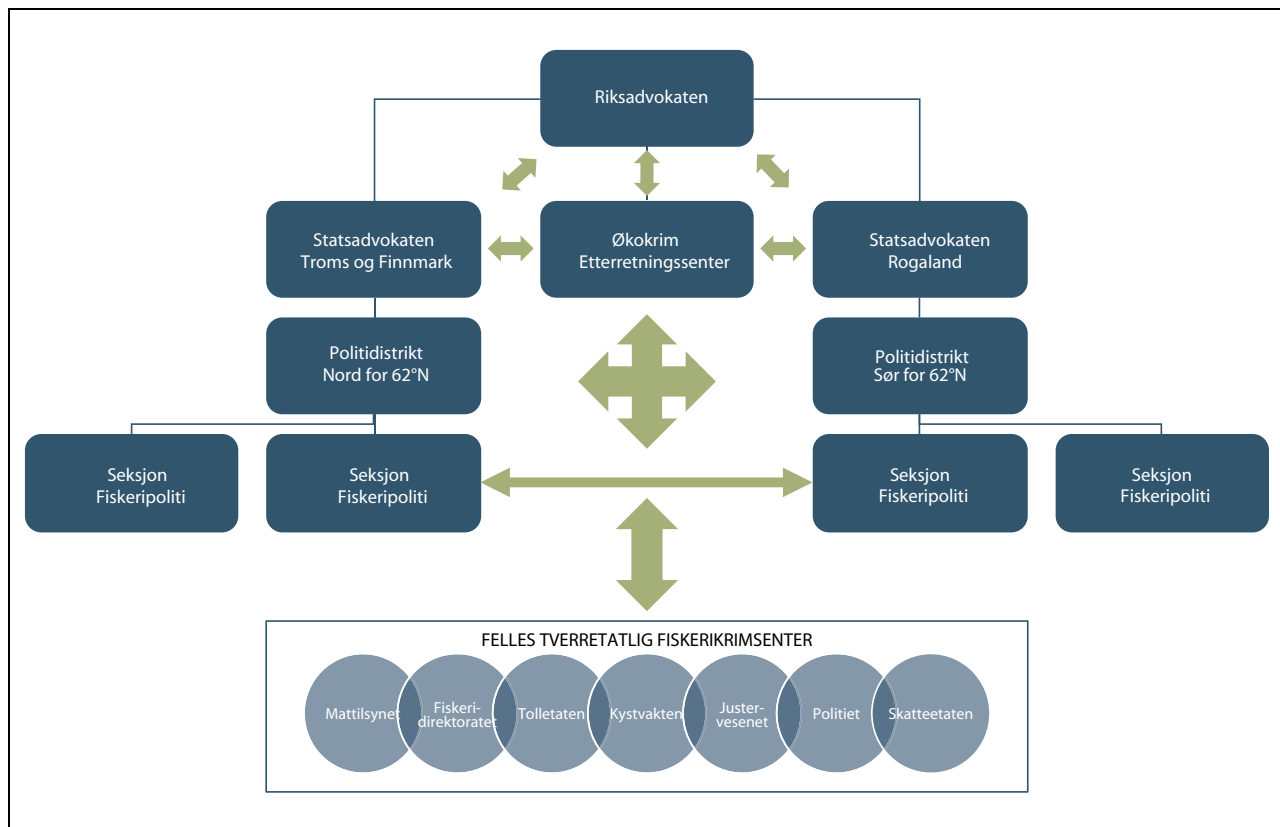 Riksadvokaten
Statsadvokaten
Troms og Finnmark
Økokrim
Etterretningssenter
Statsadvokaten
Rogaland
Politidistrikt
Nord for 62°N
Politidistrikt
Sør for 62°N
Seksjon
Fiskeripoliti
Seksjon
Fiskeripoliti
Seksjon
Fiskeripoliti
Seksjon
Fiskeripoliti
FELLES TVERRETATLIG FISKERIKRIMSENTER
Mattilsynet
Fiskeri-
direktoratet
Tolletaten
Kystvakten
Juster-
vesenet
Politiet
Skatteetaten